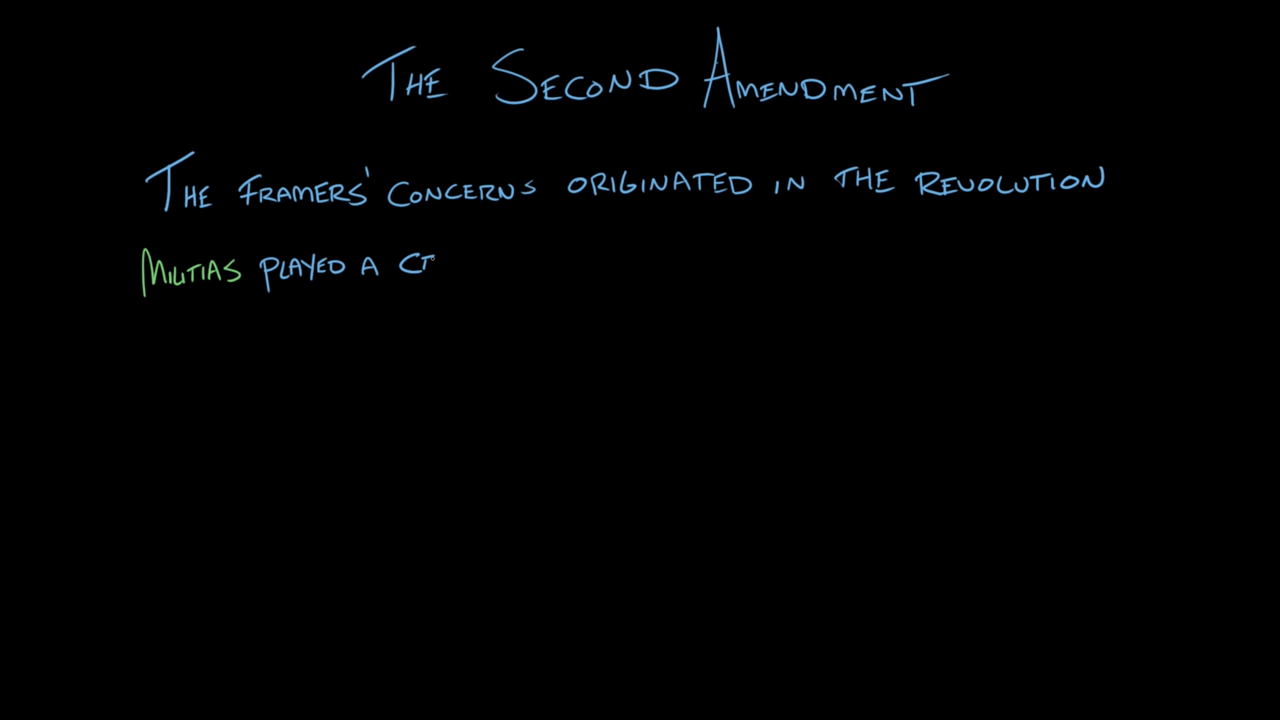 The Second Amendment
The Framers' concerns originated in the Revolution
Militias played a